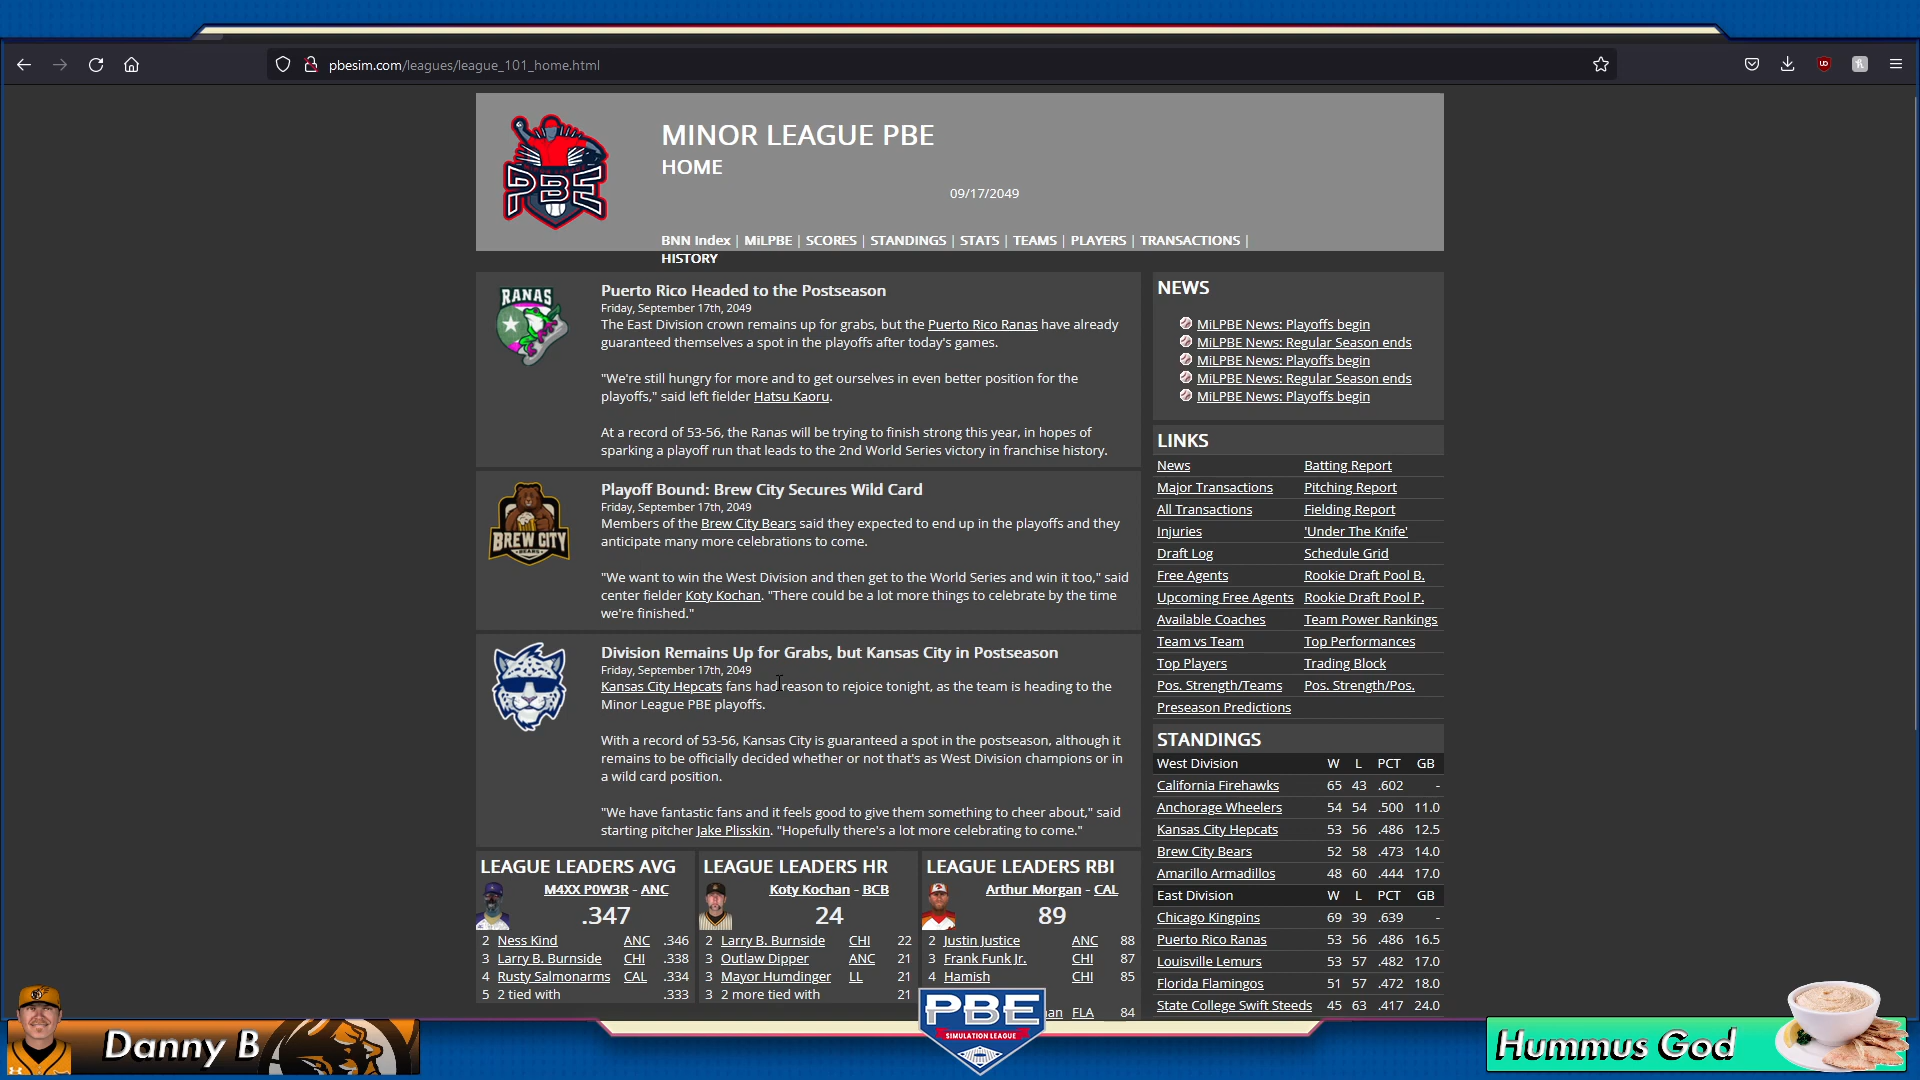 pbesim.com/leagues/league_101_home.html
MINOR LEAGUE PBE
HOME
09/17/2049
BNN Index | MiLPBE | SCORES | STANDINGS | STATS | TEAMS | PLAYERS | TRANSACTIONS |
HISTORY
PBE
RANAS
Puerto Rico Headed to the Postseason
Friday, September 17th, 2049
The East Division crown remains up for grabs, but the Puerto Rico Ranas have already
guaranteed themselves a spot in the playoffs after today's games.
"We're still hungry for more and to get ourselves in even better position for the
playoffs," said left fielder Hatsu Kaoru.
At a record of 53-56, the Ranas will be trying to finish strong this year, in hopes of
sparking a playoff run that leads to the 2nd World Series victory in franchise history.
BREW CITY
BEARS
Playoff Bound: Brew City Secures Wild Card
Friday, September 17th, 2049
Members of the Brew City Bears said they expected to end up in the playoffs and they
anticipate many more celebrations to come.
"We want to win the West Division and then get to the World Series and win it too," said
center fielder Koty Kochan. "There could be a lot more things to celebrate by the time
we're finished."
Division Remains Up for Grabs, but Kansas City in Postseason
Friday, September 17th, 2049
Kansas City Hepcats fans had reason to rejoice tonight, as the team is heading to the
Minor League PBE playoffs.
With a record of 53-56, Kansas City is guaranteed a spot in the postseason, although it
remains to be officially decided whether or not that's as West Division champions or in
a wild card position.
"We have fantastic fans and it feels good to give them something to cheer about," said
starting pitcher Jake Plisskin. "Hopefully there's a lot more celebrating to come."
LEAGUE LEADERS AVG
M4XX P0W3R - ANC
.347
2 Ness Kind ANC .346
3 Larry B. Burnside CHI .338
4 Rusty Salmonarms CAL .334
5 2 tied with .333
LEAGUE LEADERS HR
Koty Kochan - BCB
24
2 Larry B. Burnside CHI 22
3 Outlaw Dipper ANC 21
3 Mayor Humdinger LL 21
3 2 more tied with 21
LEAGUE LEADERS RBI
Arthur Morgan - CAL
89
2 Justin Justice ANC 88
3 Frank Funk Jr. CHI 87
4 Hamish CHI 85
an FLA 84
NEWS
MiLPBE News: Playoffs begin
MiLPBE News: Regular Season ends
MiLPBE News: Playoffs begin
MiLPBE News: Regular Season ends
MiLPBE News: Playoffs begin
LINKS
News Batting Report
Major Transactions Pitching Report
All Transactions Fielding Report
Injuries 'Under The Knife'
Draft Log Schedule Grid
Free Agents Rookie Draft Pool B.
Upcoming Free Agents Rookie Draft Pool P.
Available Coaches Team Power Rankings
Team vs Team Top Performances
Top Players Trading Block
Pos. Strength/Teams Pos. Strength/Pos.
Preseason Predictions
STANDINGS
West Division W L PCT GB
California Firehawks 65 43 .602 -
Anchorage Wheelers 54 54 .500 11.0
Kansas City Hepcats 53 56 .486 12.5
Brew City Bears 52 58 .473 14.0
Amarillo Armadillos 48 60 .444 17.0
East Division W L PCT GB
Chicago Kingpins 69 39 .639 -
Puerto Rico Ranas 53 56 .486 16.5
Louisville Lemurs 53 57 .482 17.0
Florida Flamingos 51 57 .472 18.0
State College Swift Steeds 45 63 .417 24.0
Danny B
PBE
SIMULATION LEAGUE
Hummus God